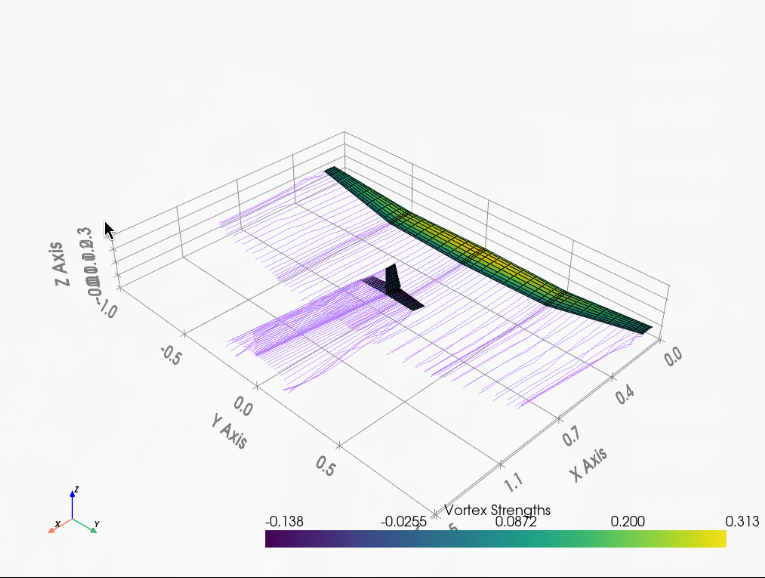 Z Axis
-1.0
-0.5
0.0
Y Axis
0.5
0.0
0.4
0.7
X Axis
1.1
Vortex Strengths
-0.138
-0.0255
0.0872
0.200
0.313
Z
X
Y